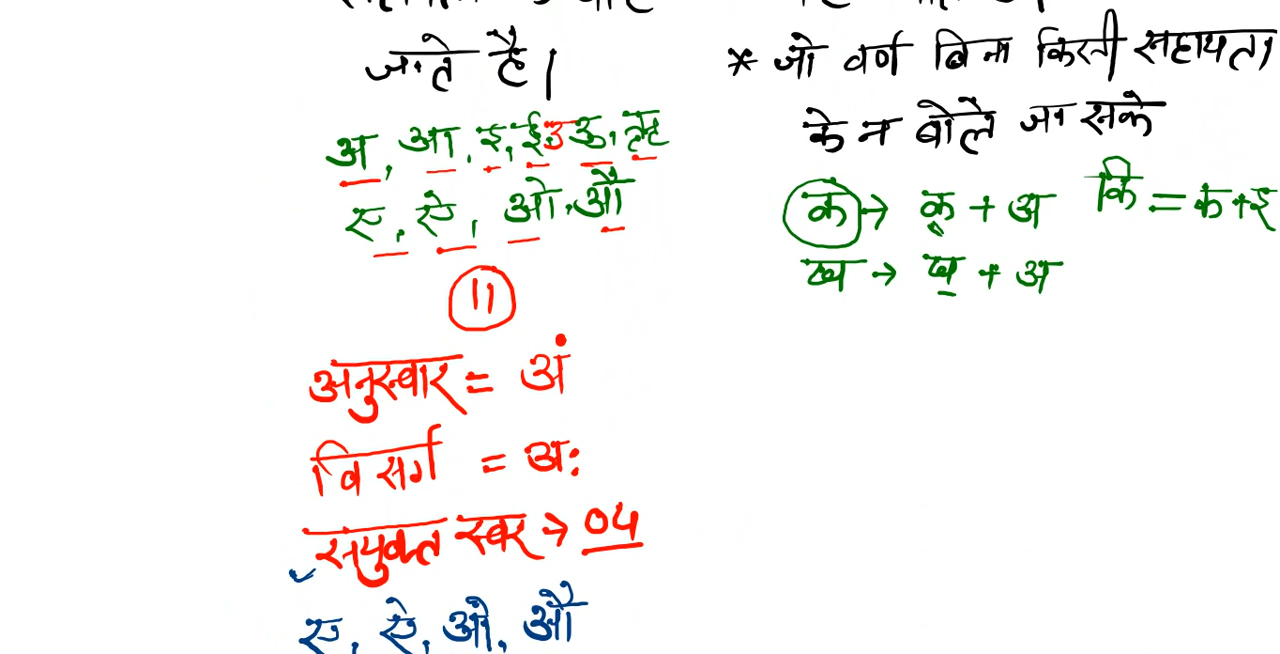 जाते है।
अ, आ, इ, ई, उ ऊ, ऋ
ए, ऐ, ओ, औ
11
अनुस्वार = अं
विसर्ग = अः
संयुक्त स्वर → 04
ए, ऐ, ओ, औ
* जो वर्ण बिना किसी सहायता
के न बोले जा सके
क → क् + अ कि = क+इ
ख → ख् + अ